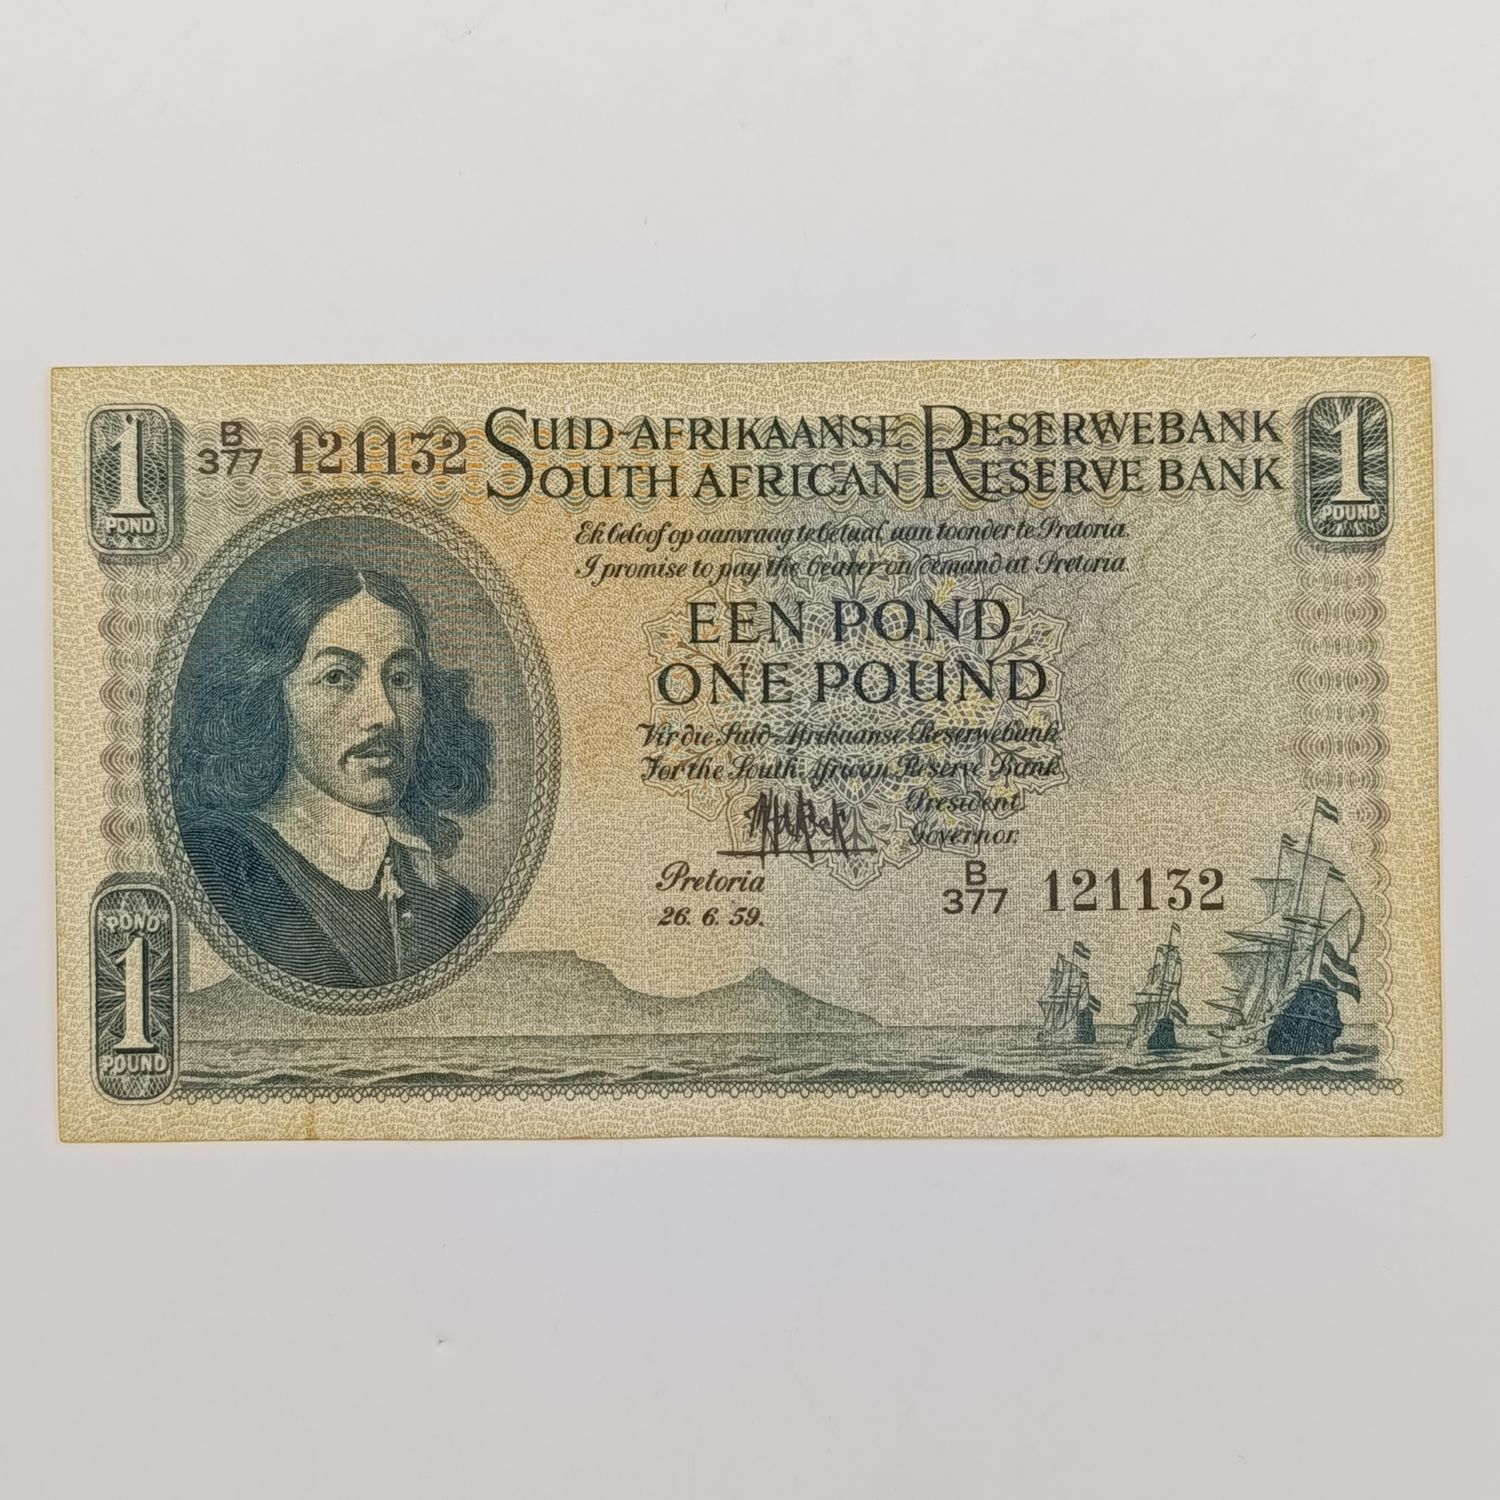 1
POND
B
377 121132
SUID-AFRIKAANSE RESERWEBANK
SOUTH AFRICAN RESERVE BANK
1
POUND
Ek beloof op aanvraag te betaal aan toonder te Pretoria.
I promise to pay the bearer on demand at Pretoria
EEN POND
ONE POUND
Vir die Suid-Afrikaanse Reserwebank
For the South African Reserve Bank
President
Governor.
Pretoria
26. 6. 59.
B
377 121132
POND
1
POUND